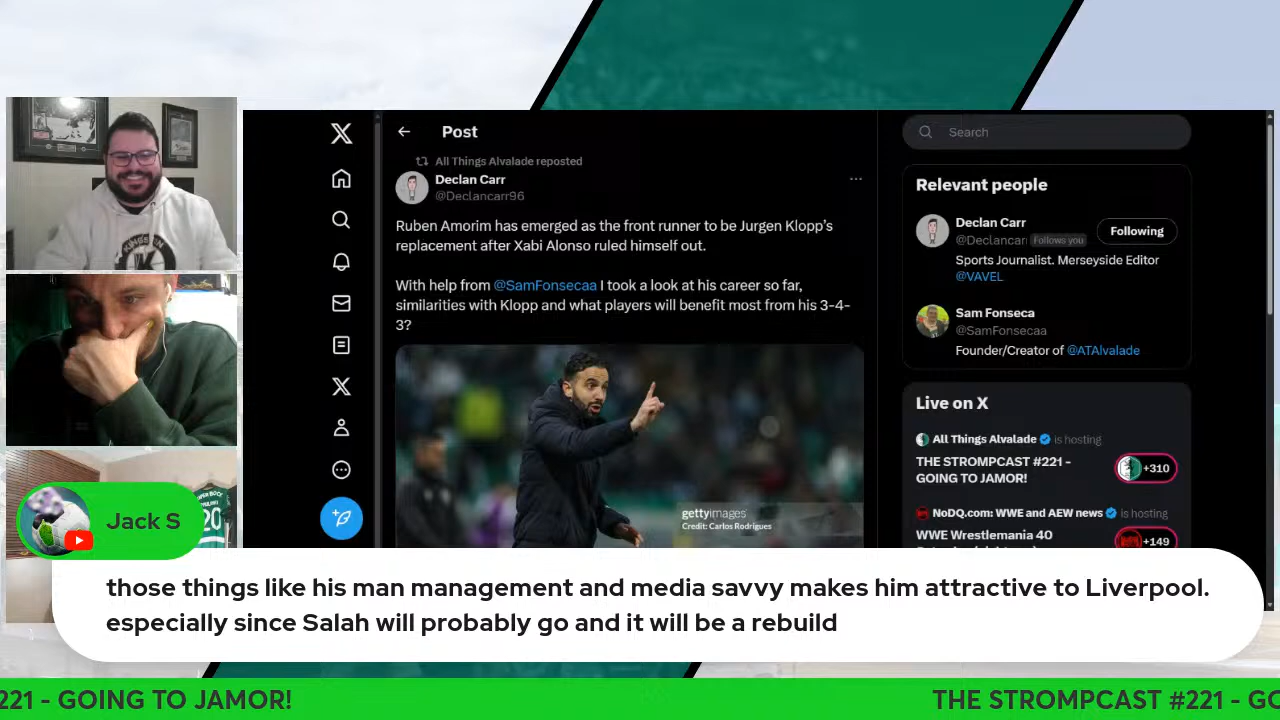 Post
Search
All Things Alvalade reposted
Declan Carr
@Declancarr96
Ruben Amorim has emerged as the front runner to be Jurgen Klopp's
replacement after Xabi Alonso ruled himself out.
With help from @SamFonsecaa I took a look at his career so far,
similarities with Klopp and what players will benefit most from his 3-4-
3?
gettyimages
Credit: Carlos Rodrigues
Relevant people
Declan Carr
@Declancar Follows you
Following
Sports Journalist. Merseyside Editor
@VAVEL
Sam Fonseca
@SamFonsecaa
Founder/Creator of @ATAlvalade
Live on X
All Things Alvalade is hosting
THE STROMPCAST #221 -
GOING TO JAMOR!
+310
NoDQ.com: WWE and AEW news is hosting
WWE Wrestlemania 40
+149
20
Jack S
those things like his man management and media savvy makes him attractive to Liverpool.
especially since Salah will probably go and it will be a rebuild
221 - GOING TO JAMOR!
THE STROMPCAST #221 - GO